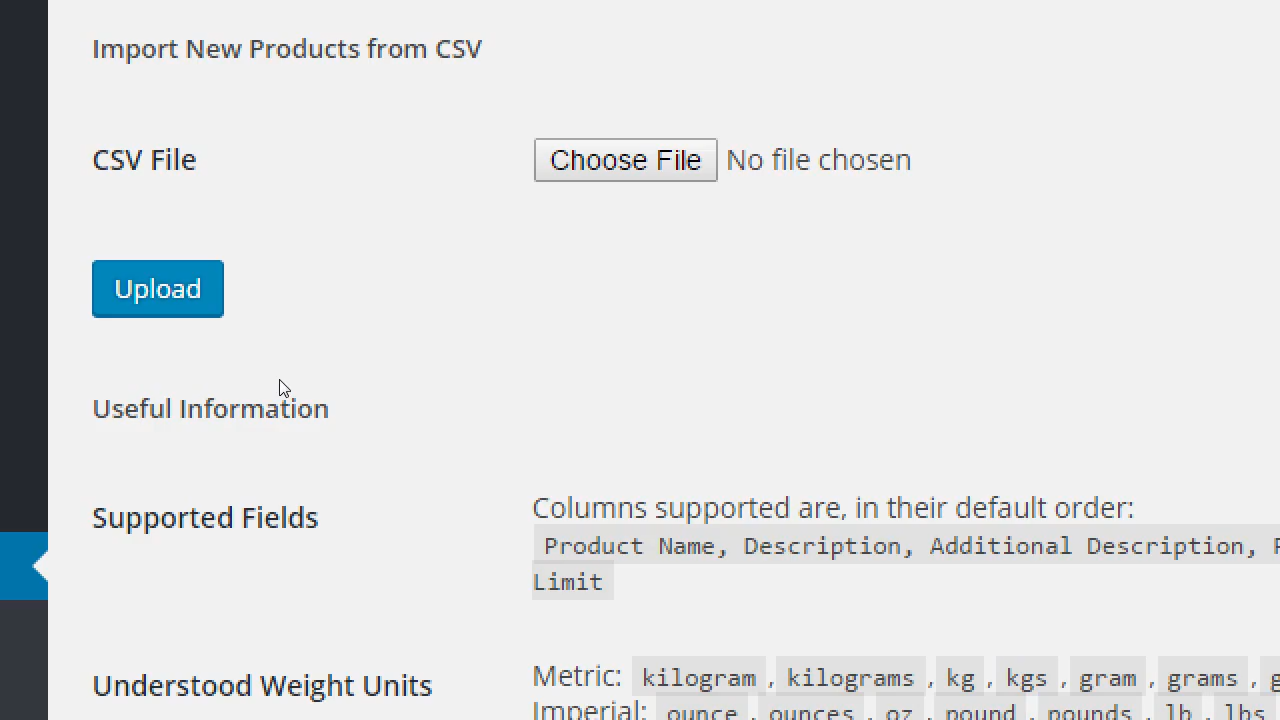 Import New Products from CSV
CSV File
Choose File No file chosen
Upload
Useful Information
Supported Fields
Columns supported are, in their default order:
Product Name, Description, Additional Description,
Limit
Understood Weight Units
Metric: kilogram , kilograms , kg , kgs , gram , grams ,
Imperial: ounce , ounces , oz , pound , pounds , lb , lbs